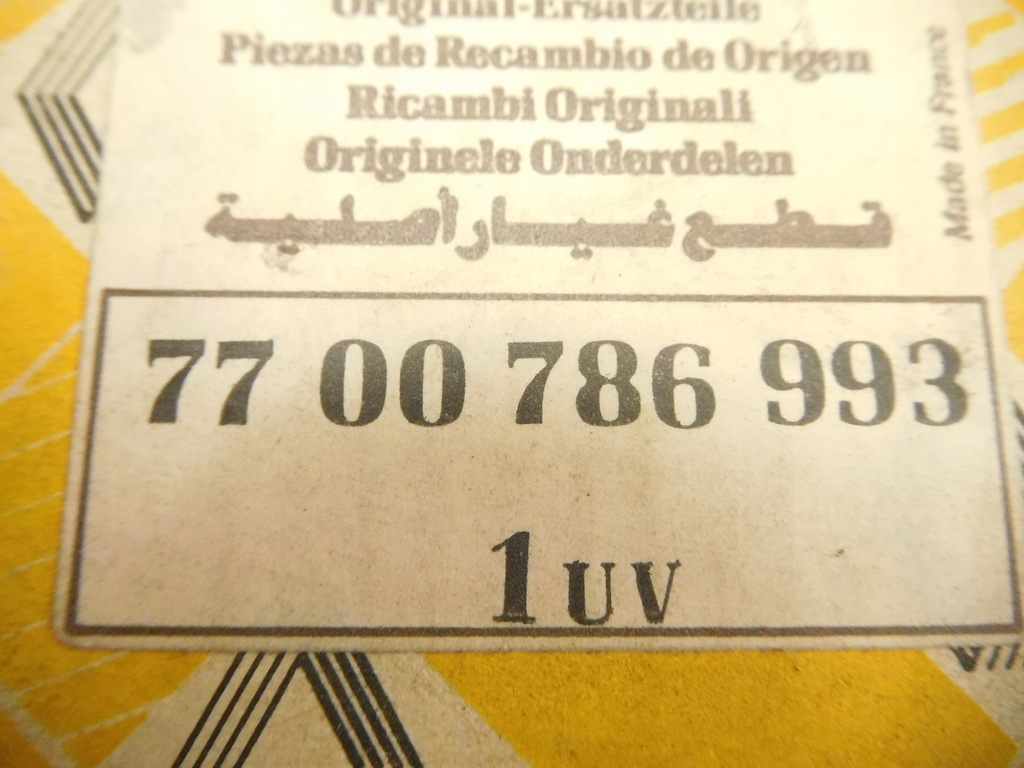 Original-Ersatzteile
Piezas de Recambio de Origen
Ricambi Originali
Originele Onderdelen
قطع غيار أصلية
Made in France
77 00 786 993
1 UV